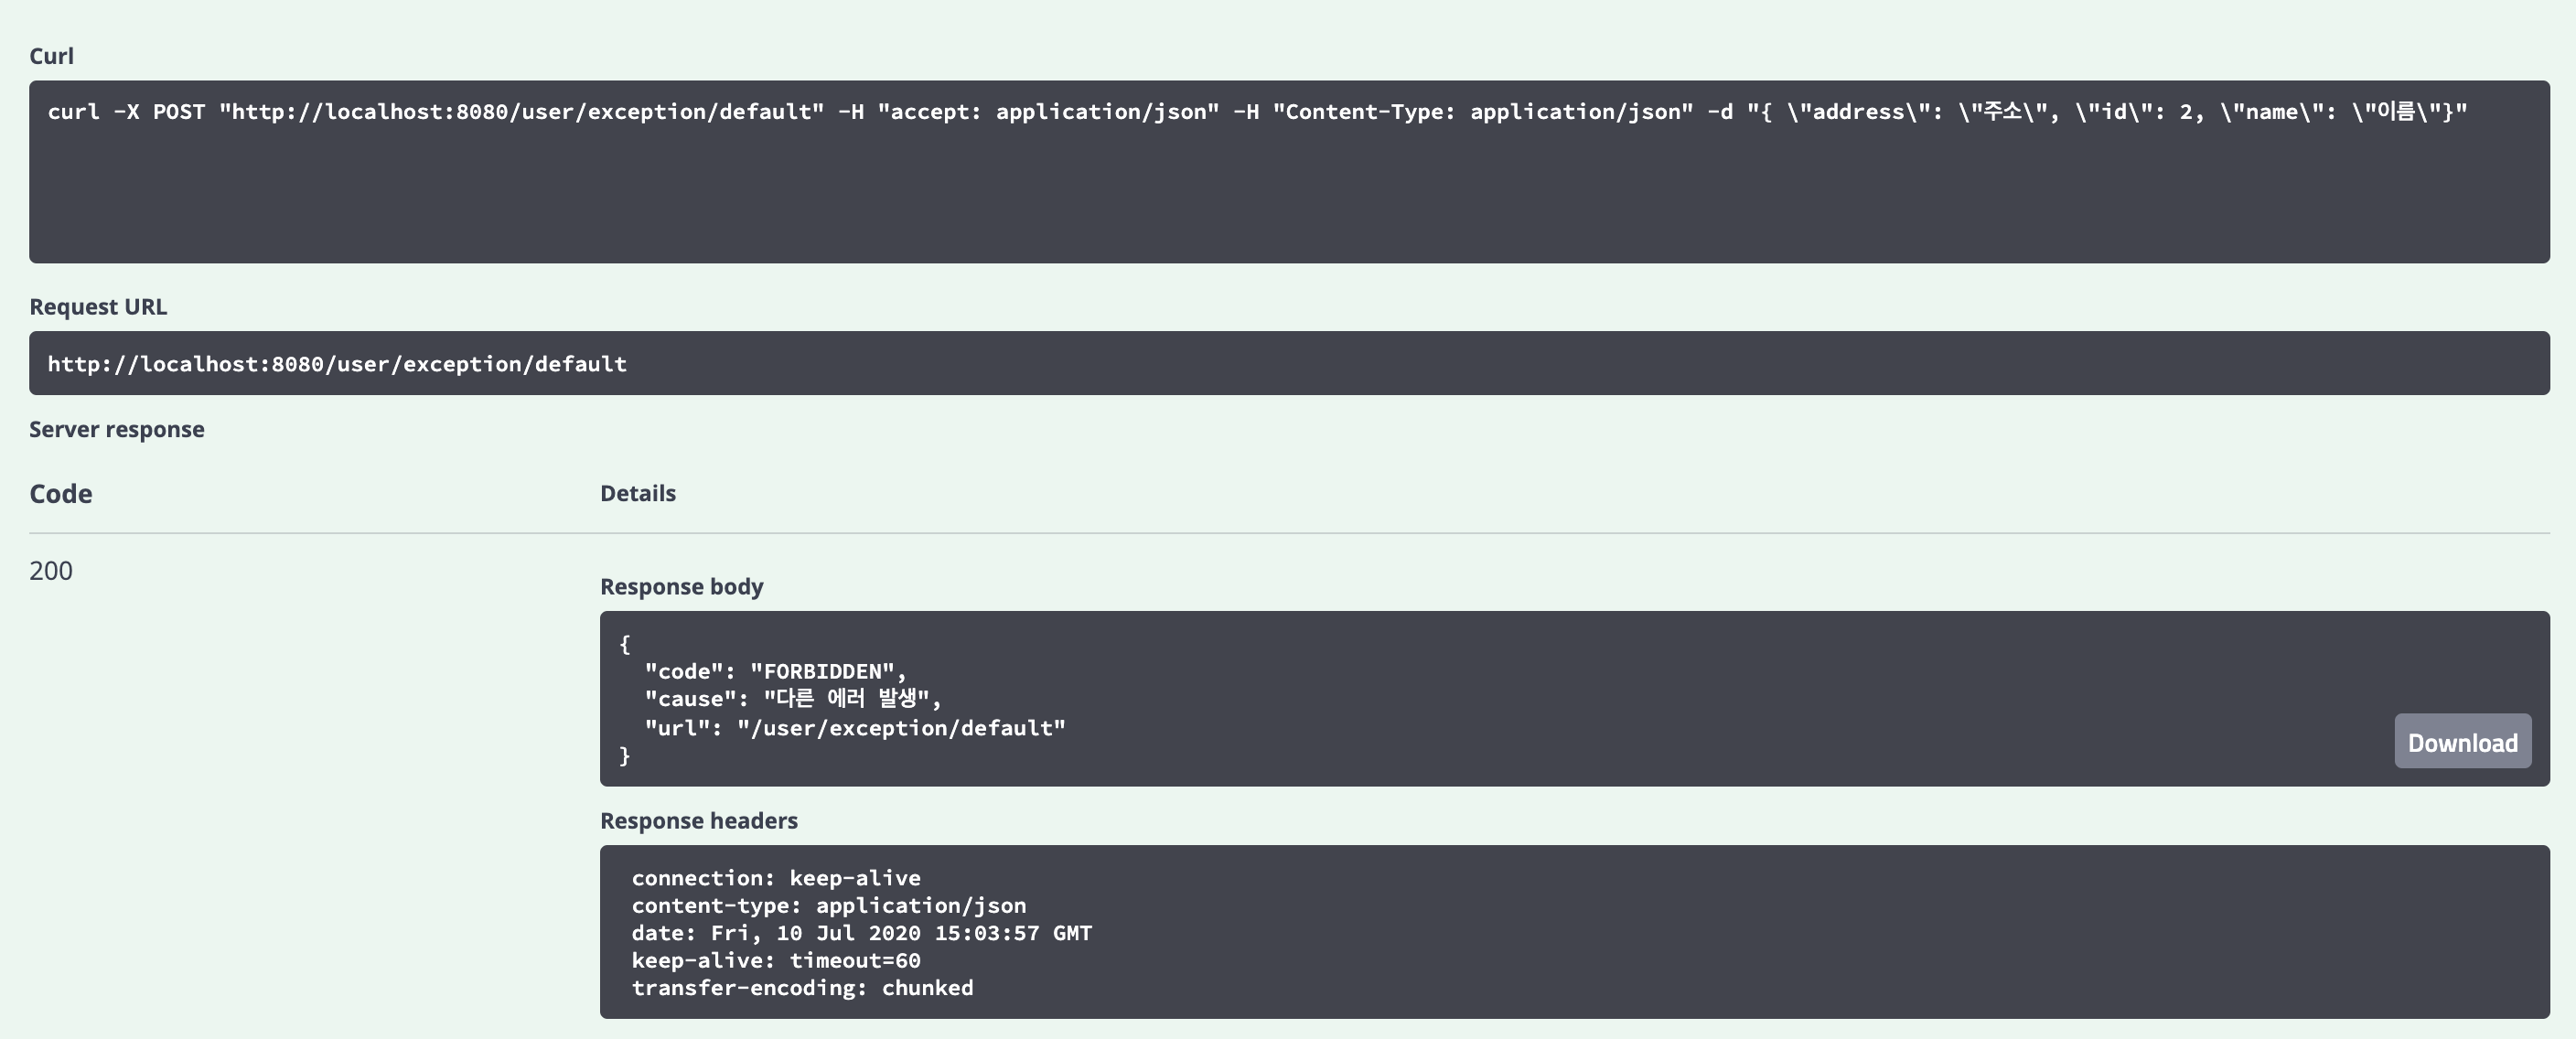 Curl
curl -X POST "http://localhost:8080/user/exception/default" -H "accept: application/json" -H "Content-Type: application/json" -d "{ \"address\": \"주소\", \"id\": 2, \"name\": \"이름\"}"
Request URL
http://localhost:8080/user/exception/default
Server response
Code Details
200
Response body
{
"code": "FORBIDDEN",
"cause": "다른 에러 발생",
"url": "/user/exception/default"
}
Download
Response headers
connection: keep-alive
content-type: application/json
date: Fri, 10 Jul 2020 15:03:57 GMT
keep-alive: timeout=60
transfer-encoding: chunked